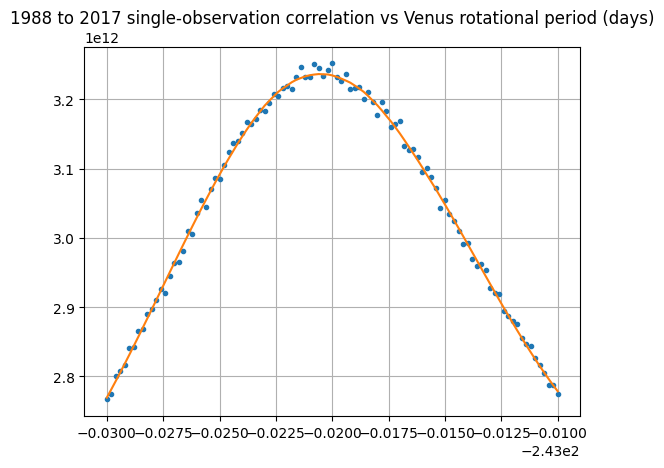 1988 to 2017 single-observation correlation vs Venus rotational period (days)
1e12
3.2
3.1
3.0
2.9
2.8
−0.0300 −0.0275 −0.0250 −0.0225 −0.0200 −0.0175 −0.0150 −0.0125 −0.0100
−2.43e2